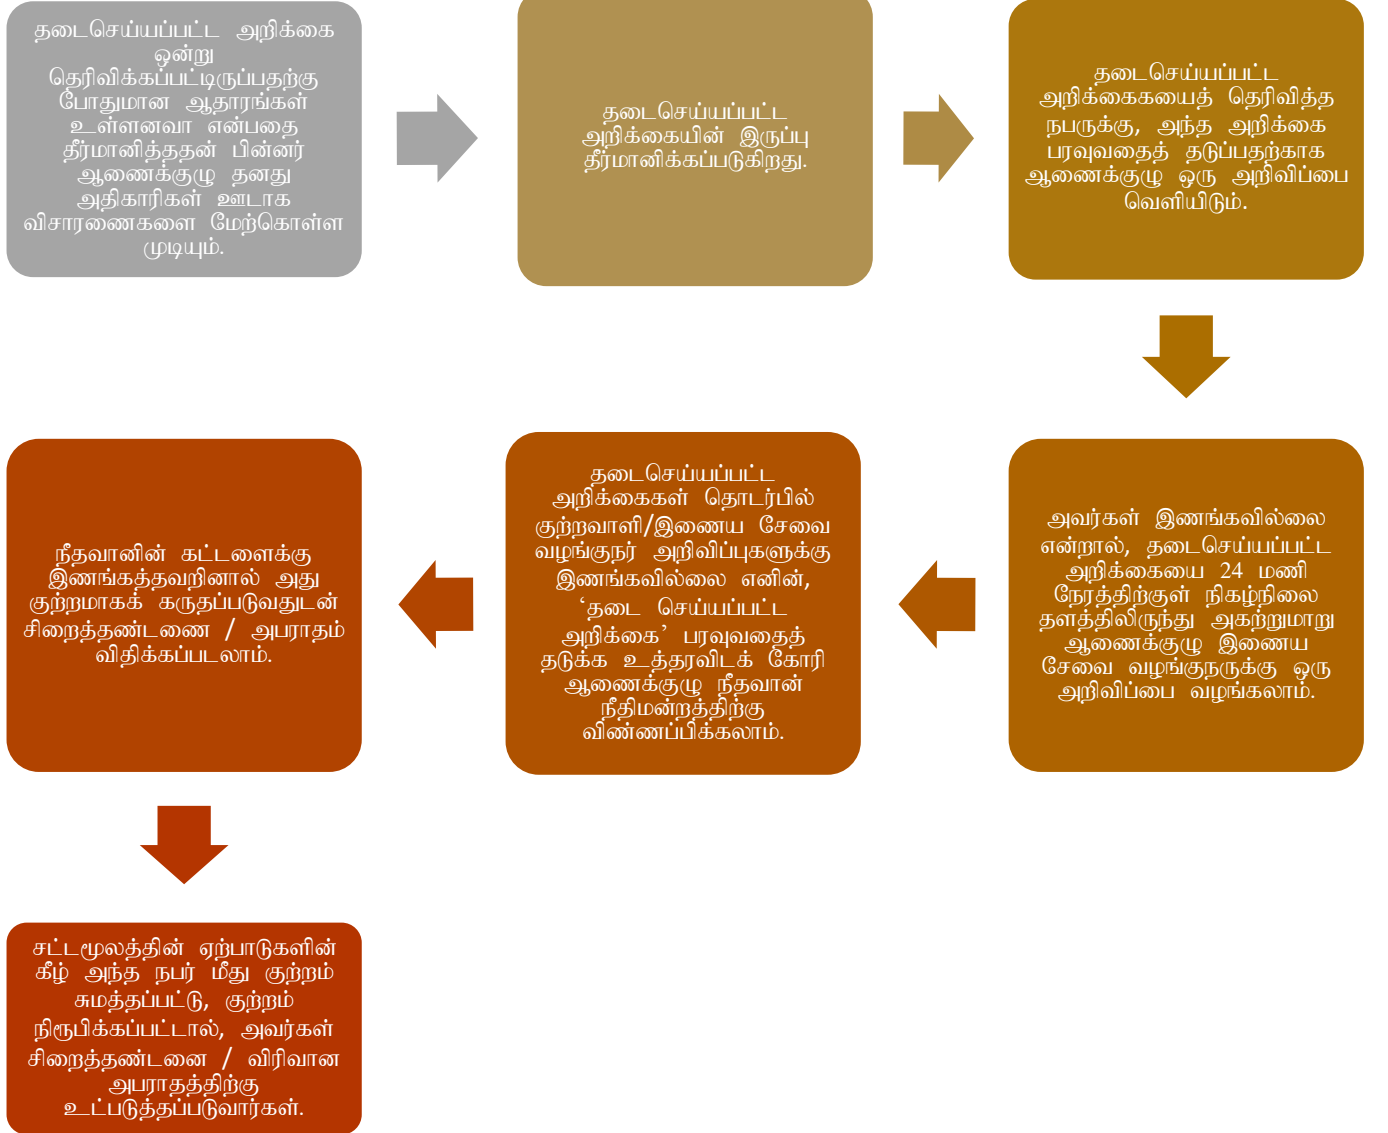 தடைசெய்யப்பட்ட அறிக்கை
ஒன்று
தெரிவிக்கப்பட்டிருப்பதற்கு
போதுமான ஆதாரங்கள்
உள்ளனவா என்பதை
தீர்மானித்ததன் பின்னர்
ஆணைக்குழு தனது
அதிகாரிகள் ஊடாக
விசாரணைகளை மேற்கொள்ள
முடியும்.
தடைசெய்யப்பட்ட
அறிக்கையின் இருப்பு
தீர்மானிக்கப்படுகிறது.
தடைசெய்யப்பட்ட
அறிக்கைகயைத் தெரிவித்த
நபருக்கு, அந்த அறிக்கை
பரவுவதைத் தடுப்பதற்காக
ஆணைக்குழு ஒரு அறிவிப்பை
வெளியிடும்.
அவர்கள் இணங்கவில்லை
என்றால், தடைசெய்யப்பட்ட
அறிக்கையை 24 மணி
நேரத்திற்குள் நிகழ்நிலை
தளத்திலிருந்து அகற்றுமாறு
ஆணைக்குழு இணைய
சேவை வழங்குநருக்கு ஒரு
அறிவிப்பை வழங்கலாம்.
தடைசெய்யப்பட்ட
அறிக்கைகள் தொடர்பில்
குற்றவாளி/இணைய சேவை
வழங்குநர் அறிவிப்புகளுக்கு
இணங்கவில்லை எனின்,
‘தடை செய்யப்பட்ட
அறிக்கை’ பரவுவதைத்
தடுக்க உத்தரவிடக் கோரி
ஆணைக்குழு நீதவான்
நீதிமன்றத்திற்கு
விண்ணப்பிக்கலாம்.
நீதவானின் கட்டளைக்கு
இணங்கத்தவறினால் அது
குற்றமாகக் கருதப்படுவதுடன்
சிறைத்தண்டணை / அபராதம்
விதிக்கப்படலாம்.
சட்டமூலத்தின் ஏற்பாடுகளின்
கீழ் அந்த நபர் மீது குற்றம்
சுமத்தப்பட்டு, குற்றம்
நிரூபிக்கப்பட்டால், அவர்கள்
சிறைத்தண்டனை / விரிவான
அபராதத்திற்கு
உட்படுத்தப்படுவார்கள்.